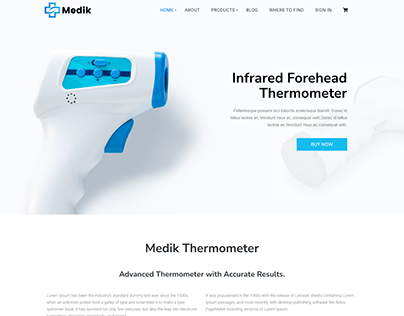 Medik
HOME
ABOUT
PRODUCTS
BLOG
WHERE TO FIND
SIGN IN
Infrared Forehead
Thermometer
Pellentesque posuere orci lobortis scelerisque blandit. Donec id
tellus lacinia an, tincidunt risus ac, consequat velit. Donec id tellus
lacinia an, tincidunt risus ac, consequat velit.
BUY NOW
Medik Thermometer
Advanced Thermometer with Accurate Results.
Lorem Ipsum has been the industry's standard dummy text ever since the 1500s,
when an unknown printer took a galley of type and scrambled it to make a type
specimen book. It has survived not only five centuries, but also the leap into electronic
It was popularised in the 1960s with the release of Letraset sheets containing Lorem
Ipsum passages, and more recently with desktop publishing software like Aldus
PageMaker including versions of Lorem Ipsum.